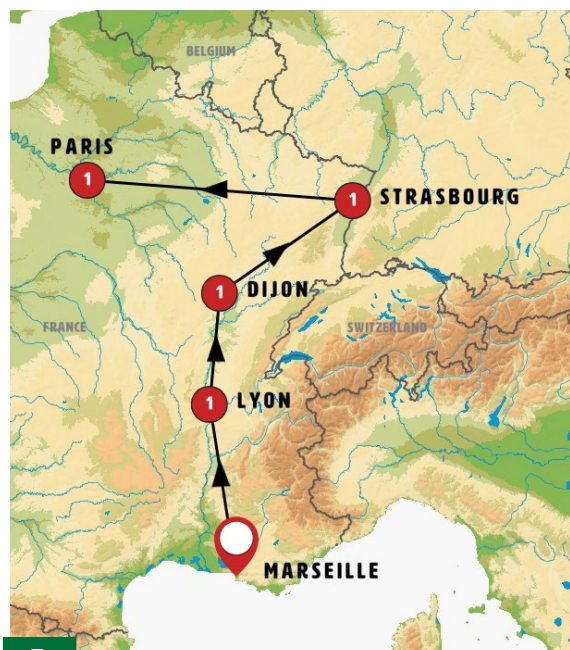 BELGIUM
PARIS
1
1
STRASBOURG
1
DIJON
FRANCE
SWITZERLAND
1
LYON
MARSEILLE